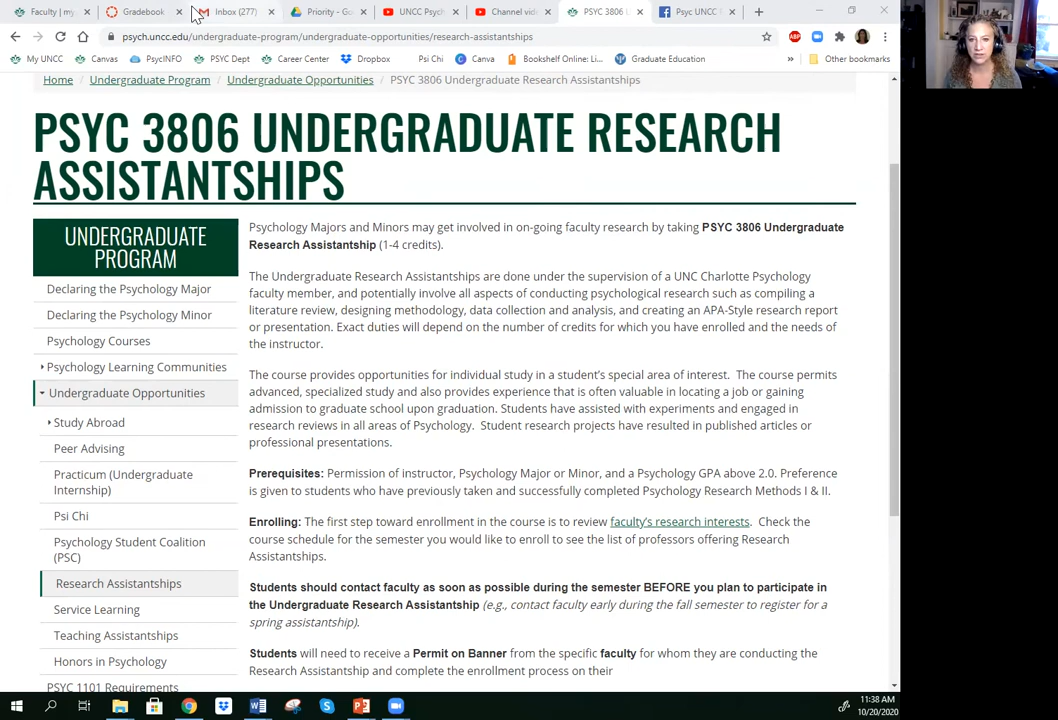 Faculty | my Gradebook Inbox (277) Priority - Go UNCC Psych Channel vide PSYC 3806 U Psyc UNC
psych.uncc.edu/undergraduate-program/undergraduate-opportunities/research-assistantships
ABP
My UNCC Canvas PsycINFO PSYC Dept Career Center Dropbox Psi Chi Canva Bookshelf Online: Li... Graduate Education » Other bookmarks
Home / Undergraduate Program / Undergraduate Opportunities / PSYC 3806 Undergraduate Research Assistantships
PSYC 3806 UNDERGRADUATE RESEARCH
ASSISTANTSHIPS
UNDERGRADUATE
PROGRAM
Declaring the Psychology Major
Declaring the Psychology Minor
Psychology Courses
Psychology Learning Communities
Undergraduate Opportunities
Study Abroad
Peer Advising
Practicum (Undergraduate
Internship)
Psi Chi
Psychology Student Coalition
(PSC)
Research Assistantships
Service Learning
Teaching Assistantships
Honors in Psychology
PSYC 1101 Requirements
Psychology Majors and Minors may get involved in on-going faculty research by taking PSYC 3806 Undergraduate
Research Assistantship (1-4 credits).
The Undergraduate Research Assistantships are done under the supervision of a UNC Charlotte Psychology
faculty member, and potentially involve all aspects of conducting psychological research such as compiling a
literature review, designing methodology, data collection and analysis, and creating an APA-Style research report
or presentation. Exact duties will depend on the number of credits for which you have enrolled and the needs of
the instructor.
The course provides opportunities for individual study in a student's special area of interest. The course permits
advanced, specialized study and also provides experience that is often valuable in locating a job or gaining
admission to graduate school upon graduation. Students have assisted with experiments and engaged in
research reviews in all areas of Psychology. Student research projects have resulted in published articles or
professional presentations.
Prerequisites: Permission of instructor, Psychology Major or Minor, and a Psychology GPA above 2.0. Preference
is given to students who have previously taken and successfully completed Psychology Research Methods I & II.
Enrolling: The first step toward enrollment in the course is to review faculty's research interests. Check the
course schedule for the semester you would like to enroll to see the list of professors offering Research
Assistantships.
Students should contact faculty as soon as possible during the semester BEFORE you plan to participate in
the Undergraduate Research Assistantship (e.g., contact faculty early during the fall semester to register for a
spring assistantship).
Students will need to receive a Permit on Banner from the specific faculty for whom they are conducting the
Research Assistantship and complete the enrollment process on their
11:38 AM
10/20/2020